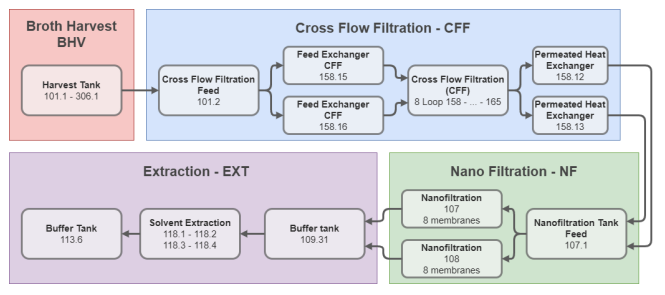 Broth Harvest
BHV
Harvest Tank
101.1 - 306.1
Cross Flow Filtration - CFF
Cross Flow Filtration
Feed
101.2
Feed Exchanger
CFF
158.15
Feed Exchanger
CFF
158.16
Cross Flow Filtration
(CFF)
8 Loop 158 - ... - 165
Permeated Heat
Exchanger
158.12
Permeated Heat
Exchanger
158.13
Extraction - EXT
Buffer Tank
113.6
Solvent Extraction
118.1 - 118.2
118.3 - 118.4
Buffer tank
109.31
Nano Filtration - NF
Nanofiltration
107
8 membranes
Nanofiltration
108
8 membranes
Nanofiltration Tank
Feed
107.1